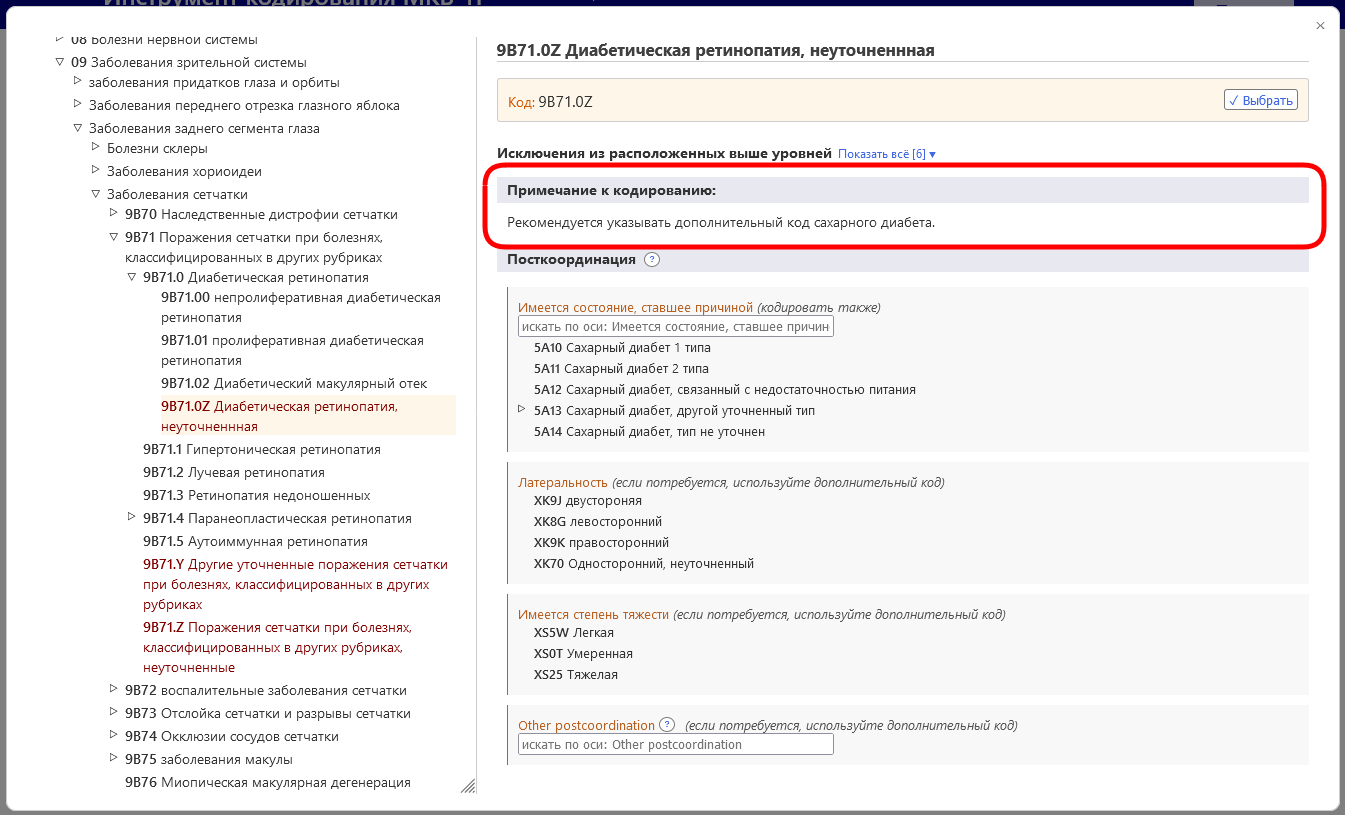 Инструмент кодирования МКБ-11
08 Болезни нервной системы
09 Заболевания зрительной системы
заболевания придатков глаза и орбиты
Заболевания переднего отрезка глазного яблока
Заболевания заднего сегмента глаза
Болезни склеры
Заболевания хориоидеи
Заболевания сетчатки
9B70 Наследственные дистрофии сетчатки
9B71 Поражения сетчатки при болезнях,
классифицированных в других рубриках
9B71.0 Диабетическая ретинопатия
9B71.00 непролиферативная диабетическая
ретинопатия
9B71.01 пролиферативная диабетическая
ретинопатия
9B71.02 Диабетический макулярный отек
9B71.0Z Диабетическая ретинопатия,
неуточненнная
9B71.1 Гипертоническая ретинопатия
9B71.2 Лучевая ретинопатия
9B71.3 Ретинопатия недоношенных
9B71.4 Паранеопластическая ретинопатия
9B71.5 Аутоиммунная ретинопатия
9B71.Y Другие уточненные поражения сетчатки
при болезнях, классифицированных в других
рубриках
9B71.Z Поражения сетчатки при болезнях,
классифицированных в других рубриках,
неуточненные
9B72 воспалительные заболевания сетчатки
9B73 Отслойка сетчатки и разрывы сетчатки
9B74 Окклюзии сосудов сетчатки
9B75 заболевания макулы
9B76 Миопическая макулярная дегенерация
9B71.0Z Диабетическая ретинопатия, неуточненнная
Код: 9B71.0Z
✓ Выбрать
Исключения из расположенных выше уровней Показать всё [6] ▾
Примечание к кодированию:
Рекомендуется указывать дополнительный код сахарного диабета.
Посткоординация ?
Имеется состояние, ставшее причиной (кодировать также)
искать по оси: Имеется состояние, ставшее причин
5A10 Сахарный диабет 1 типа
5A11 Сахарный диабет 2 типа
5A12 Сахарный диабет, связанный с недостаточностью питания
5A13 Сахарный диабет, другой уточненный тип
5A14 Сахарный диабет, тип не уточнен
Латеральность (если потребуется, используйте дополнительный код)
XK9J двустороняя
XK8G левосторонний
XK9K правосторонний
XK70 Односторонний, неуточненный
Имеется степень тяжести (если потребуется, используйте дополнительный код)
XS5W Легкая
XS0T Умеренная
XS25 Тяжелая
Other postcoordination ? (если потребуется, используйте дополнительный код)
искать по оси: Other postcoordination